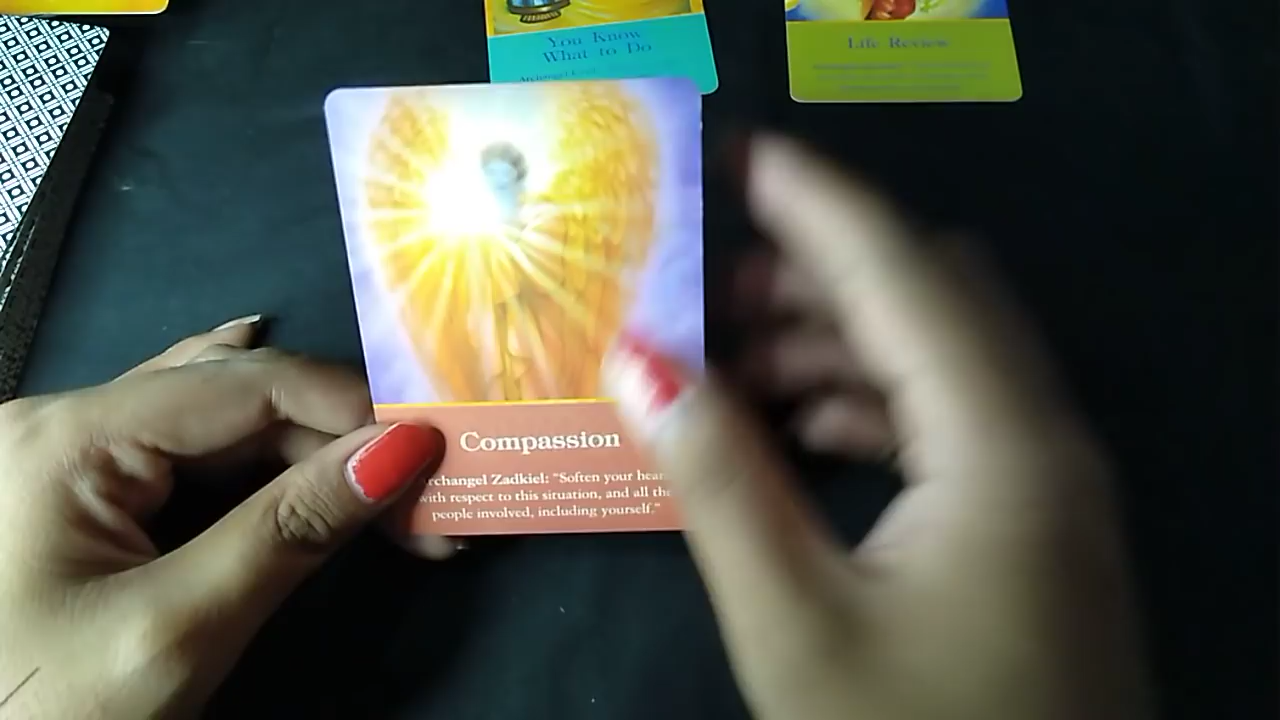 You Know
What to Do
Life Review
Compassion
rchangel Zadkiel: "Soften your hear
with respect to this situation, and all the
people involved, including yourself."